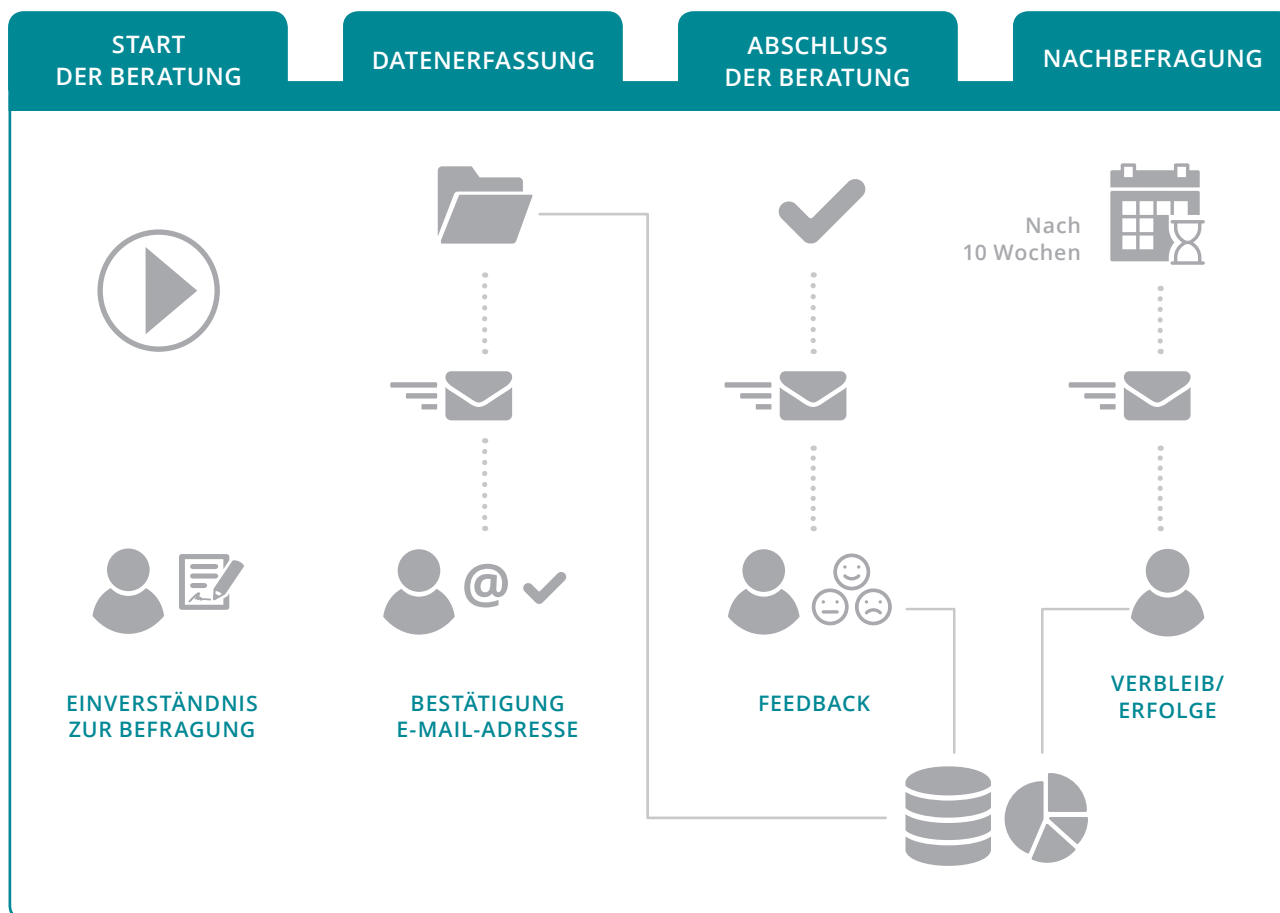 START
DER BERATUNG
DATENERFASSUNG
ABSCHLUSS
DER BERATUNG
NACHBEFRAGUNG
Nach
10 Wochen
@
EINVERSTÄNDNIS
ZUR BEFRAGUNG
BESTÄTIGUNG
E-MAIL-ADRESSE
FEEDBACK
VERBLEIB/
ERFOLGE